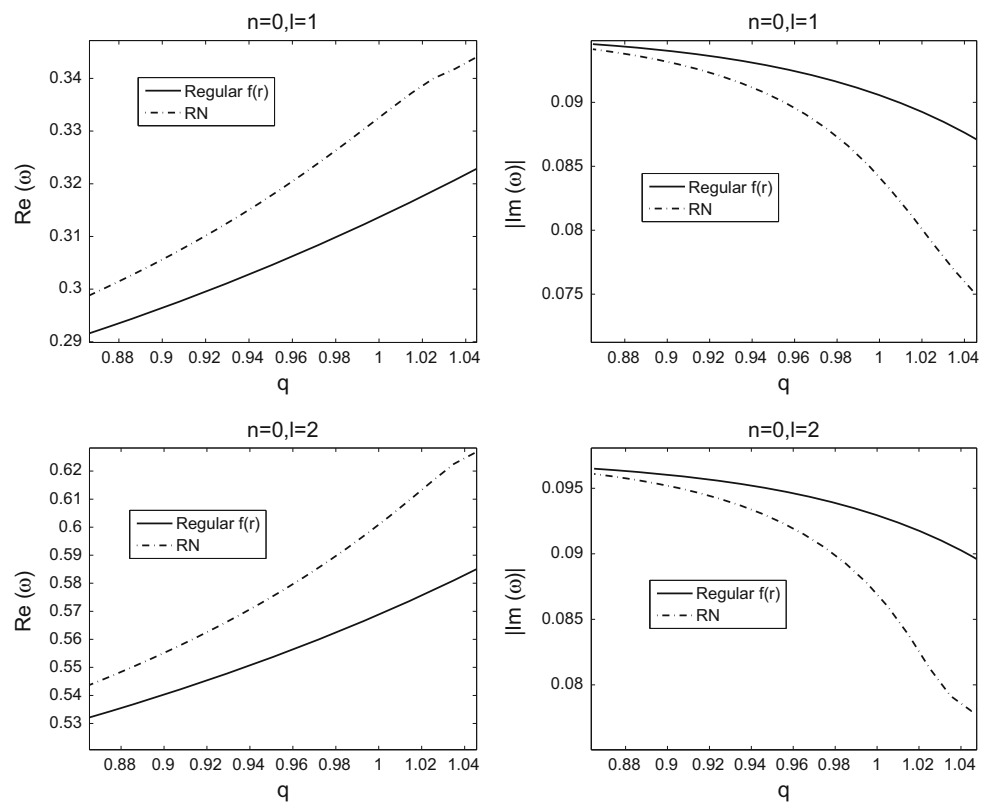 n=0,l=1
0.34
0.33
0.32
0.31
0.3
0.29
Re (ω)
Regular f(r)
RN
0.88 0.9 0.92 0.94 0.96 0.98 1 1.02 1.04
q
n=0,l=1
0.09
0.085
0.08
0.075
|Im (ω)|
Regular f(r)
RN
0.88 0.9 0.92 0.94 0.96 0.98 1 1.02 1.04
q
n=0,l=2
0.62
0.61
0.6
0.59
0.58
0.57
0.56
0.55
0.54
0.53
Re (ω)
Regular f(r)
RN
0.88 0.9 0.92 0.94 0.96 0.98 1 1.02 1.04
q
n=0,l=2
0.095
0.09
0.085
0.08
|Im (ω)|
Regular f(r)
RN
0.88 0.9 0.92 0.94 0.96 0.98 1 1.02 1.04
q